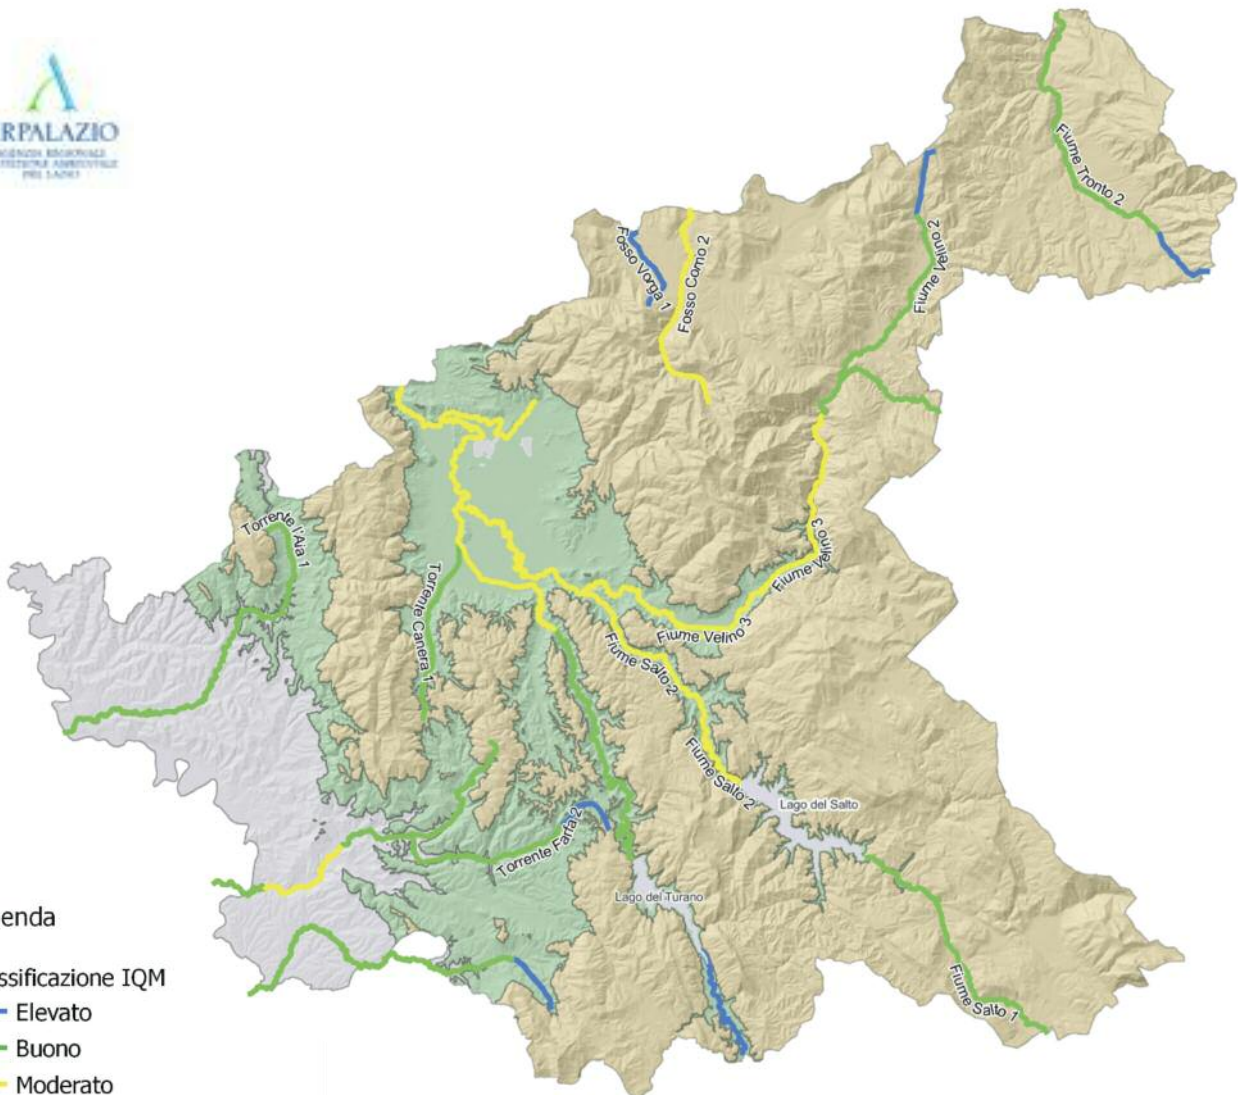 RPALAZIO
Fiume Tronto 2
Fiume Velino 2
Fosso Vorga 1
Fosso Corno 2
Torrente l'Aia 1
Torrente Canera 1
Fiume Velino 3
Fiume Velino 3
Fiume Salto 2
Fiume Salto 2
Lago del Salto
Torrente Farfa 2
Lago del Turano
Fiume Salto 1
enda
ssificazione IQM
Elevato
Buono
Moderato